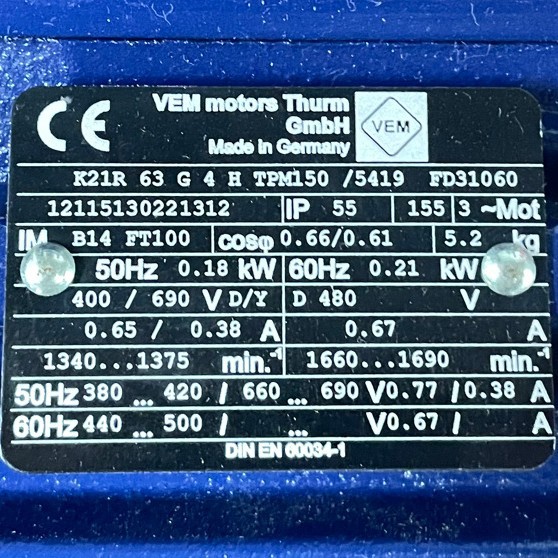 CE VEM motors Thurm
GmbH VEM
Made in Germany
K21R 63 G 4 H TPM150 /5419 FD31060
12115130221312 IP 55 155 3 ~Mot
IM B14 FT100 cosφ 0.66/0.61 5.2 kg
50Hz 0.18 kW 60Hz 0.21 kW
400 / 690 V D/Y D 480 V
0.65 / 0.38 A 0.67 A
1340...1375 min.⁻¹ 1660...1690 min.⁻¹
50Hz 380 ... 420 / 660 ... 690 V 0.77 / 0.38 A
60Hz 440 ... 500 / ... V 0.67 / A
DIN EN 60034-1